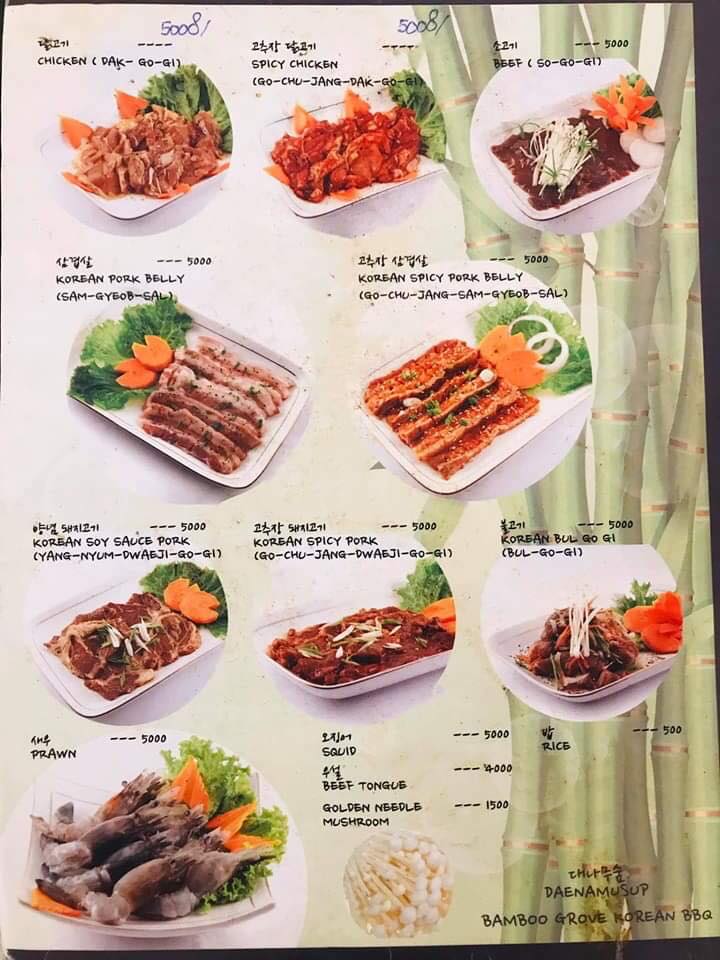 5008/
5008/
닭고기 ----
CHICKEN ( DAK- GO-GI)
고추장 닭고기 ----
SPICY CHICKEN
(GO-CHU-JANG-DAK-GO-GI)
소고기 --- 5000
BEEF ( SO-GO-GI)
삼겹살 --- 5000
KOREAN PORK BELLY
(SAM-GYEOB-SAL)
고추장 삼겹살 --- 5000
KOREAN SPICY PORK BELLY
(GO-CHU-JANG-SAM-GYEOB-SAL)
양념 돼지고기 --- 5000
KOREAN SOY SAUCE PORK
(YANG-NYUM-DWAEJI-GO-GI)
고추장 돼지고기 --- 5000
KOREAN SPICY PORK
(GO-CHU-JANG-DWAEJI-GO-GI)
불고기 --- 5000
KOREAN BUL GO GI
(BUL-GO-GI)
새우 --- 5000
PRAWN
오징어 --- 5000
SQUID
우설 --- 4000
BEEF TONGUE
GOLDEN NEEDLE --- 1500
MUSHROOM
밥 --- 500
RICE
대나무숲
DAENAMUSUP
BAMBOO GROVE KOREAN BBQ